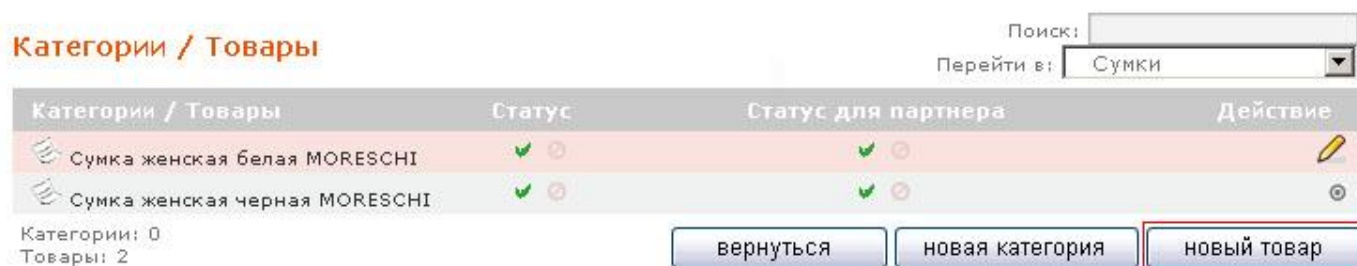 Поиск:
Категории / Товары
Перейти в: Сумки
Категории / Товары Статус Статус для партнера Действие
Сумка женская белая MORESCHI
Сумка женская черная MORESCHI
Категории: 0
Товары: 2
вернуться новая категория новый товар